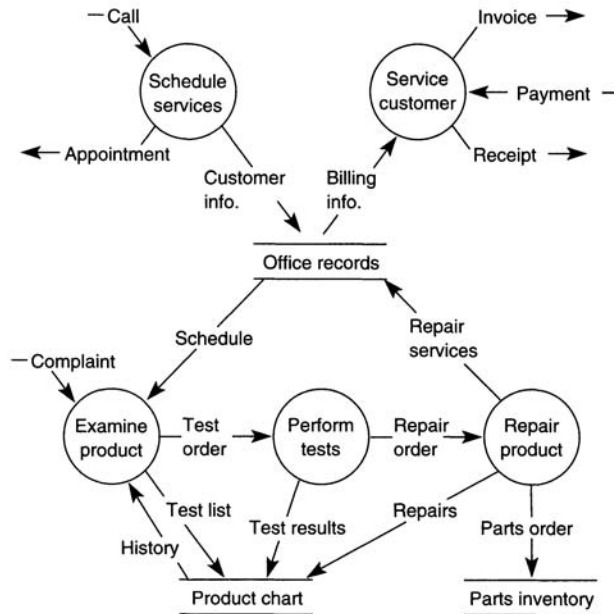 Call
Invoice
Schedule
services
Service
customer
Payment
Appointment
Receipt
Customer
info.
Billing
info.
Office records
Schedule
Repair
services
Complaint
Examine
product
Test
order
Perform
tests
Repair
order
Repair
product
Test list
Test results
Repairs
Parts order
History
Product chart
Parts inventory